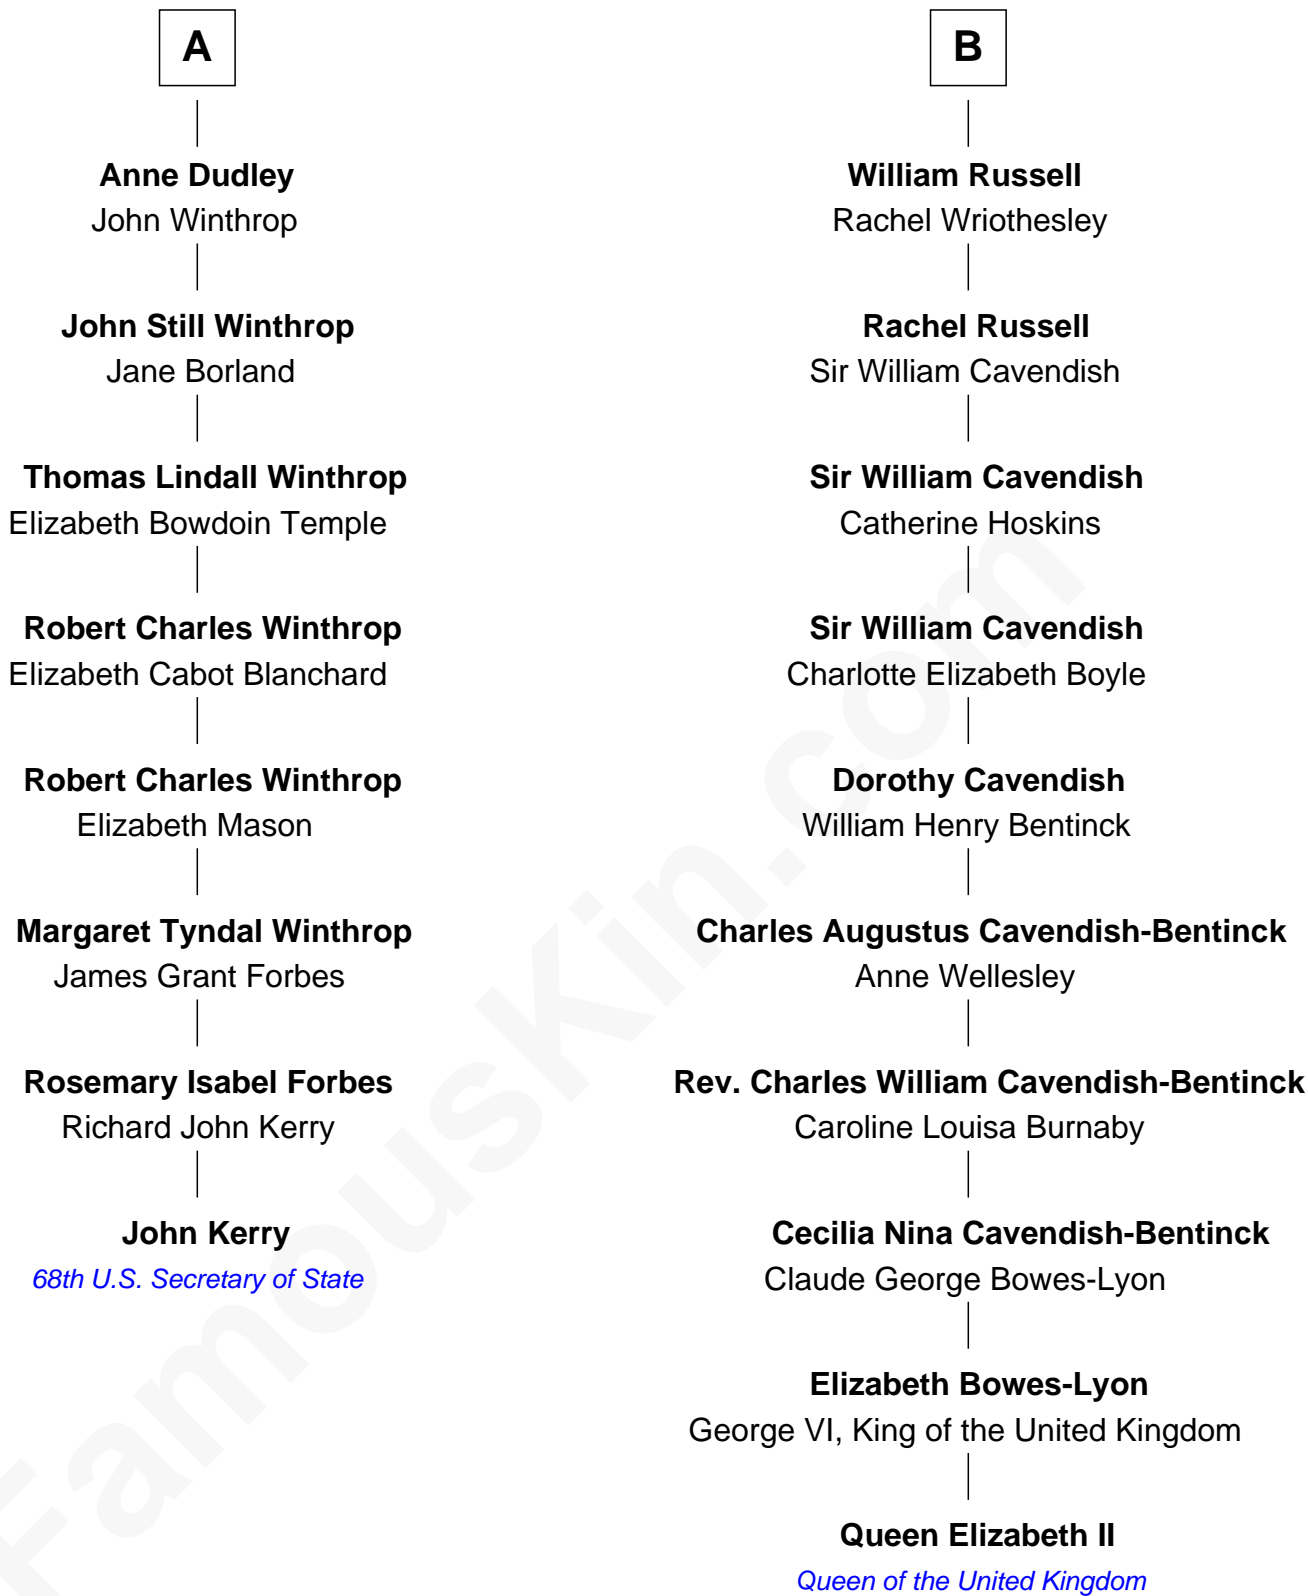 A
Anne Dudley
John Winthrop
John Still Winthrop
Jane Borland
Thomas Lindall Winthrop
Elizabeth Bowdoin Temple
Robert Charles Winthrop
Elizabeth Cabot Blanchard
Robert Charles Winthrop
Elizabeth Mason
Margaret Tyndal Winthrop
James Grant Forbes
Rosemary Isabel Forbes
Richard John Kerry
John Kerry
68th U.S. Secretary of State
B
William Russell
Rachel Wriothesley
Rachel Russell
Sir William Cavendish
Sir William Cavendish
Catherine Hoskins
Sir William Cavendish
Charlotte Elizabeth Boyle
Dorothy Cavendish
William Henry Bentinck
Charles Augustus Cavendish-Bentinck
Anne Wellesley
Rev. Charles William Cavendish-Bentinck
Caroline Louisa Burnaby
Cecilia Nina Cavendish-Bentinck
Claude George Bowes-Lyon
Elizabeth Bowes-Lyon
George VI, King of the United Kingdom
Queen Elizabeth II
Queen of the United Kingdom
FamousKin.com